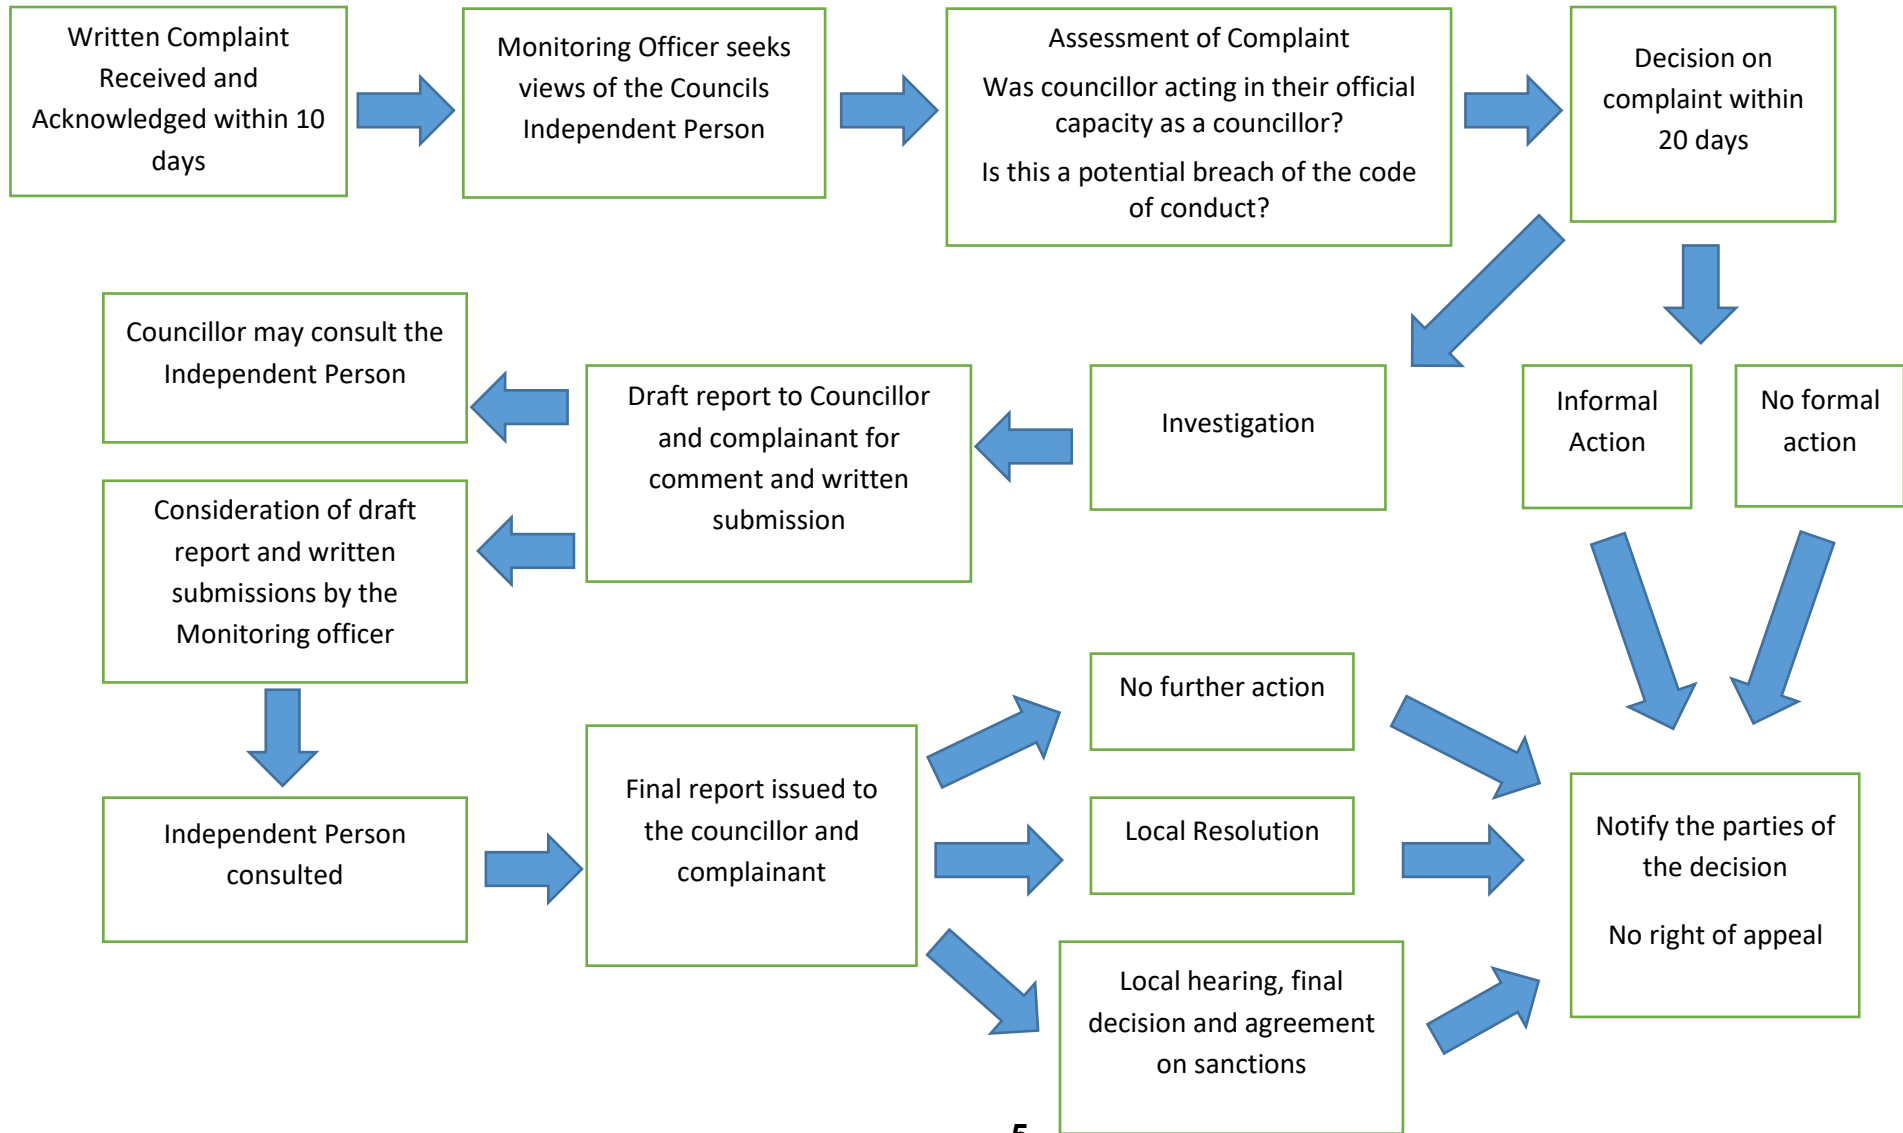 Written Complaint
Received and
Acknowledged within 10
days
Monitoring Officer seeks
views of the Councils
Independent Person
Assessment of Complaint
Was councillor acting in their official
capacity as a councillor?
Is this a potential breach of the code
of conduct?
Decision on
complaint within
20 days
Councillor may consult the
Independent Person
Draft report to Councillor
and complainant for
comment and written
submission
Investigation
Informal
Action
No formal
action
Consideration of draft
report and written
submissions by the
Monitoring officer
Independent Person
consulted
Final report issued to
the councillor and
complainant
No further action
Local Resolution
Local hearing, final
decision and agreement
on sanctions
Notify the parties of
the decision
No right of appeal
5